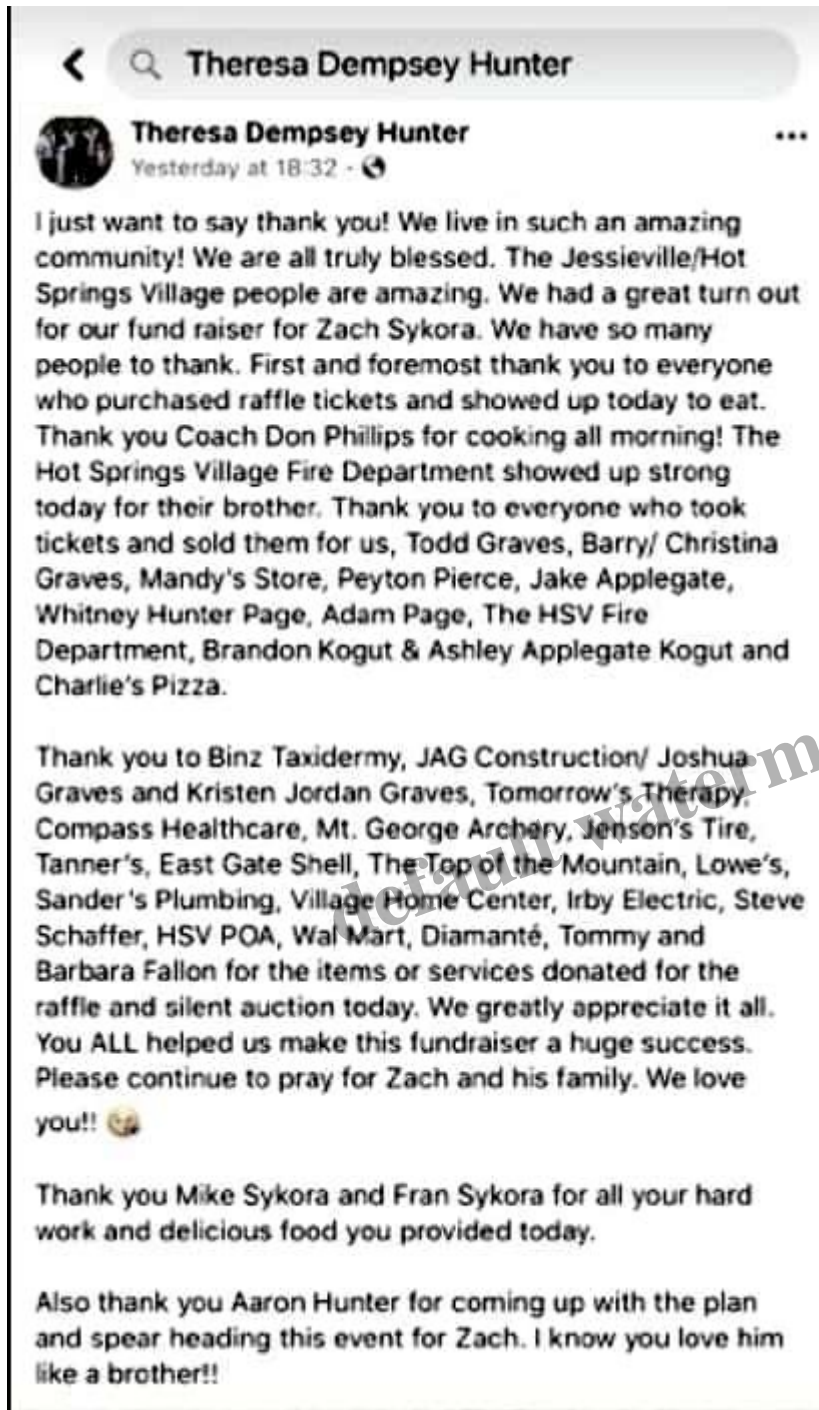 Theresa Dempsey Hunter
Theresa Dempsey Hunter
Yesterday at 18:32 ·
I just want to say thank you! We live in such an amazing
community! We are all truly blessed. The Jessieville/Hot
Springs Village people are amazing. We had a great turn out
for our fund raiser for Zach Sykora. We have so many
people to thank. First and foremost thank you to everyone
who purchased raffle tickets and showed up today to eat.
Thank you Coach Don Phillips for cooking all morning! The
Hot Springs Village Fire Department showed up strong
today for their brother. Thank you to everyone who took
tickets and sold them for us, Todd Graves, Barry/ Christina
Graves, Mandy's Store, Peyton Pierce, Jake Applegate,
Whitney Hunter Page, Adam Page, The HSV Fire
Department, Brandon Kogut & Ashley Applegate Kogut and
Charlie's Pizza.
Thank you to Binz Taxidermy, JAG Construction/ Joshua
Graves and Kristen Jordan Graves, Tomorrow's Therapy,
Compass Healthcare, Mt. George Archery, Jenson's Tire,
Tanner's, East Gate Shell, The Top of the Mountain, Lowe's,
Sander's Plumbing, Village Home Center, Irby Electric, Steve
Schaffer, HSV POA, Wal Mart, Diamanté, Tommy and
Barbara Fallon for the items or services donated for the
raffle and silent auction today. We greatly appreciate it all.
You ALL helped us make this fundraiser a huge success.
Please continue to pray for Zach and his family. We love
you!! 😘
Thank you Mike Sykora and Fran Sykora for all your hard
work and delicious food you provided today.
Also thank you Aaron Hunter for coming up with the plan
and spear heading this event for Zach. I know you love him
like a brother!!
default waterm